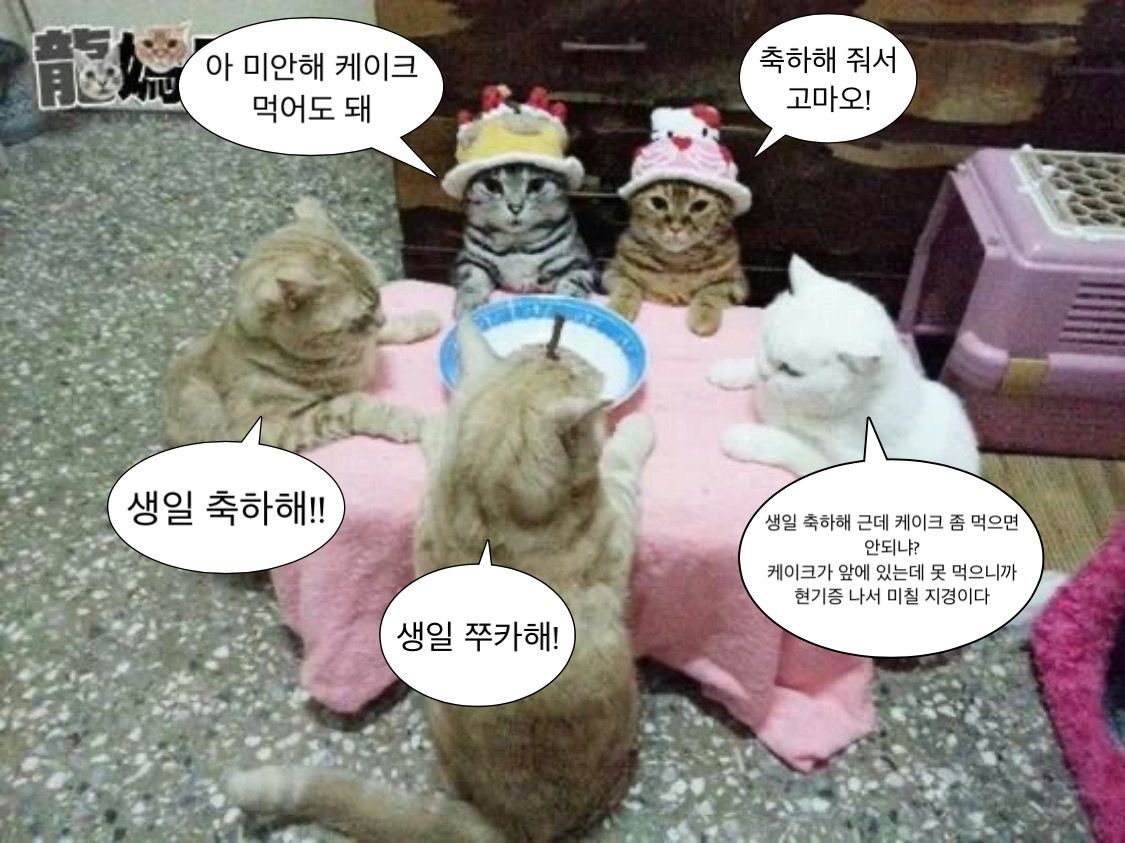 龍
아 미안해 케이크
먹어도 돼
축하해 줘서
고마오!
생일 축하해!!
생일 쭈카해!
생일 축하해 근데 케이크 좀 먹으면
안되냐?
케이크가 앞에 있는데 못 먹으니까
현기증 나서 미칠 지경이다